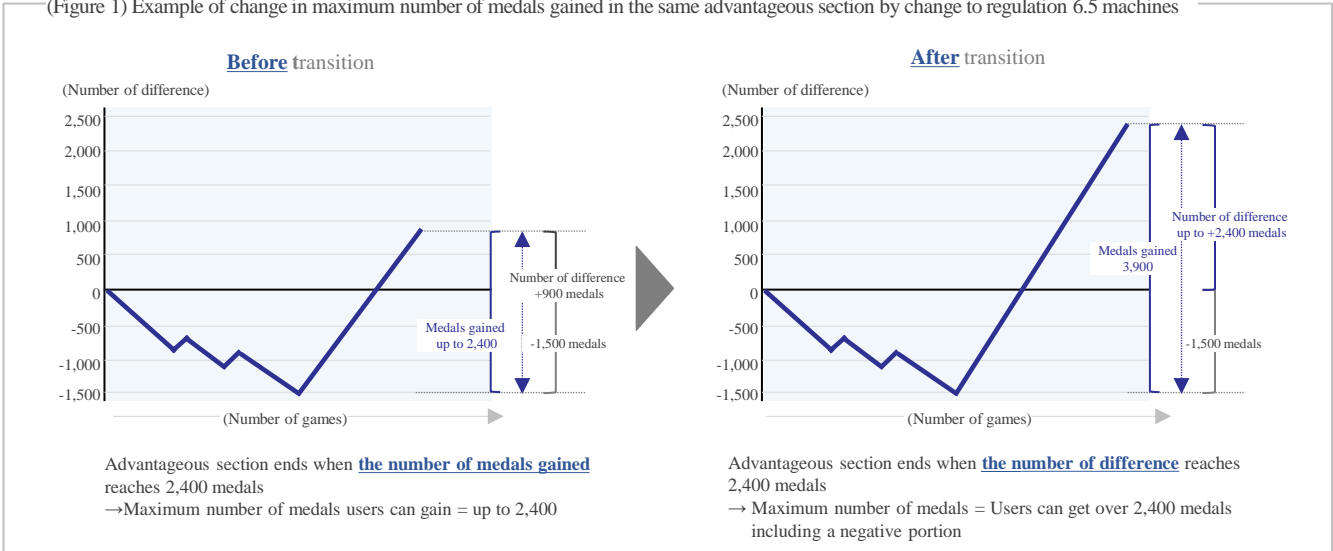 (Figure 1) Example of change in maximum number of medals gained in the same advantageous section by change to regulation 6.5 machines
Before transition
(Number of difference)
2,500
2,000
1,500
1,000
500
0
-500
-1,000
-1,500
Number of difference
+900 medals
Medals gained
up to 2,400
-1,500 medals
(Number of games)
Advantageous section ends when the number of medals gained
reaches 2,400 medals
→Maximum number of medals users can gain = up to 2,400
After transition
(Number of difference)
2,500
2,000
1,500
1,000
500
0
-500
-1,000
-1,500
Number of difference
up to +2,400 medals
Medals gained
3,900
-1,500 medals
(Number of games)
Advantageous section ends when the number of difference reaches
2,400 medals
→ Maximum number of medals = Users can get over 2,400 medals
including a negative portion